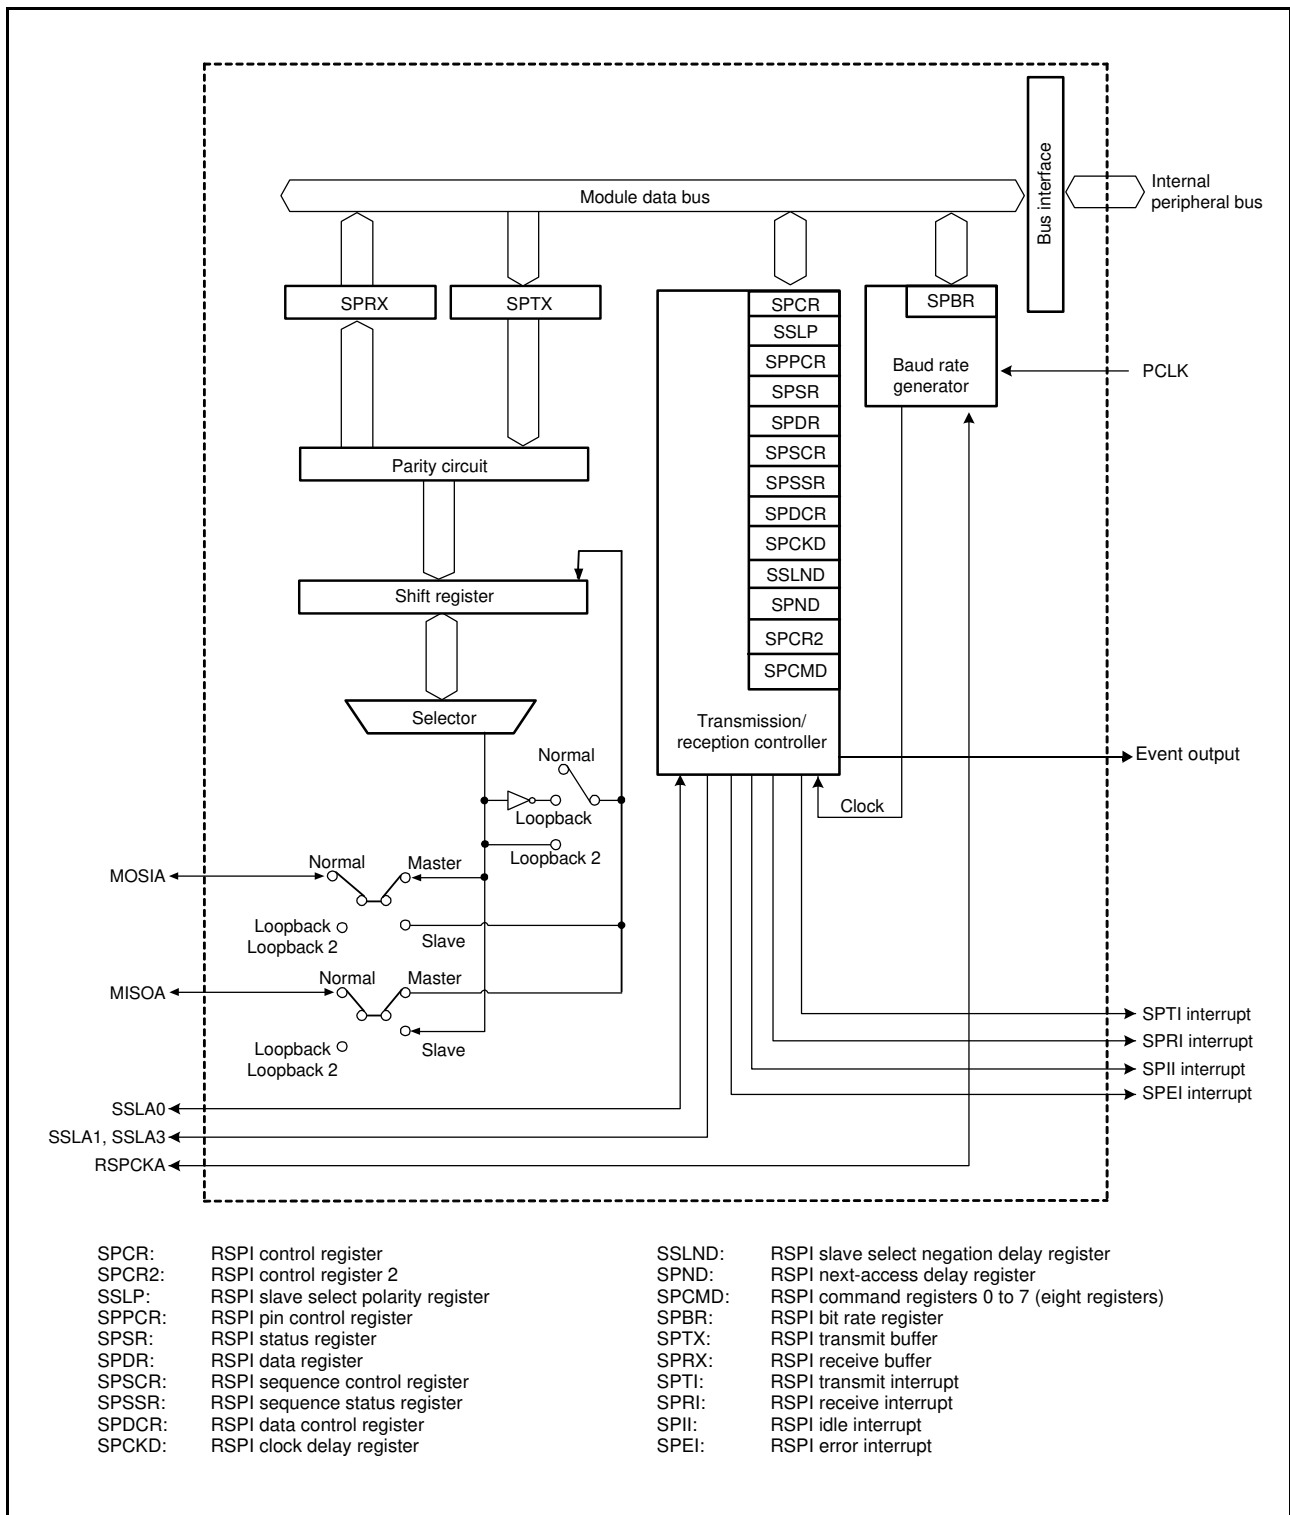 Bus interface
Module data bus
Internal
peripheral bus
SPRX
SPTX
SPCR
SPBR
SSLP
SPPCR
Baud rate
generator
PCLK
SPSR
SPDR
SPSCR
Parity circuit
SPSSR
SPDCR
SPCKD
SSLND
Shift register
SPND
SPCR2
SPCMD
Selector
Transmission/
reception controller
Normal
Event output
Clock
Loopback
Loopback 2
Normal
Master
MOSIA
Loopback
Loopback 2
Slave
Normal
Master
MISOA
SPTI interrupt
Slave
Loopback
Loopback 2
SPRI interrupt
SPII interrupt
SPEI interrupt
SSLA0
SSLA1, SSLA3
RSPCKA
SPCR: RSPI control register
SPCR2: RSPI control register 2
SSLP: RSPI slave select polarity register
SPPCR: RSPI pin control register
SPSR: RSPI status register
SPDR: RSPI data register
SPSCR: RSPI sequence control register
SPSSR: RSPI sequence status register
SPDCR: RSPI data control register
SPCKD: RSPI clock delay register
SSLND: RSPI slave select negation delay register
SPND: RSPI next-access delay register
SPCMD: RSPI command registers 0 to 7 (eight registers)
SPBR: RSPI bit rate register
SPTX: RSPI transmit buffer
SPRX: RSPI receive buffer
SPTI: RSPI transmit interrupt
SPRI: RSPI receive interrupt
SPII: RSPI idle interrupt
SPEI: RSPI error interrupt